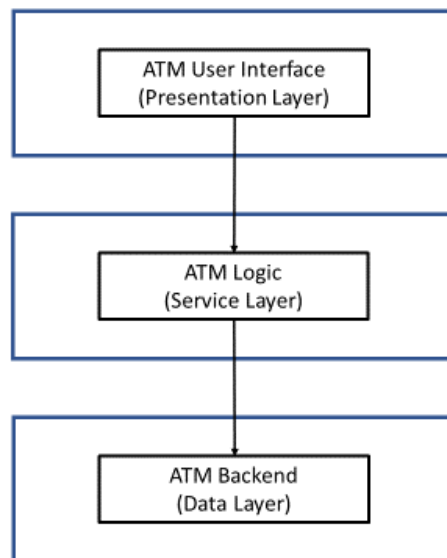 ATM User Interface
(Presentation Layer)
ATM Logic
(Service Layer)
ATM Backend
(Data Layer)